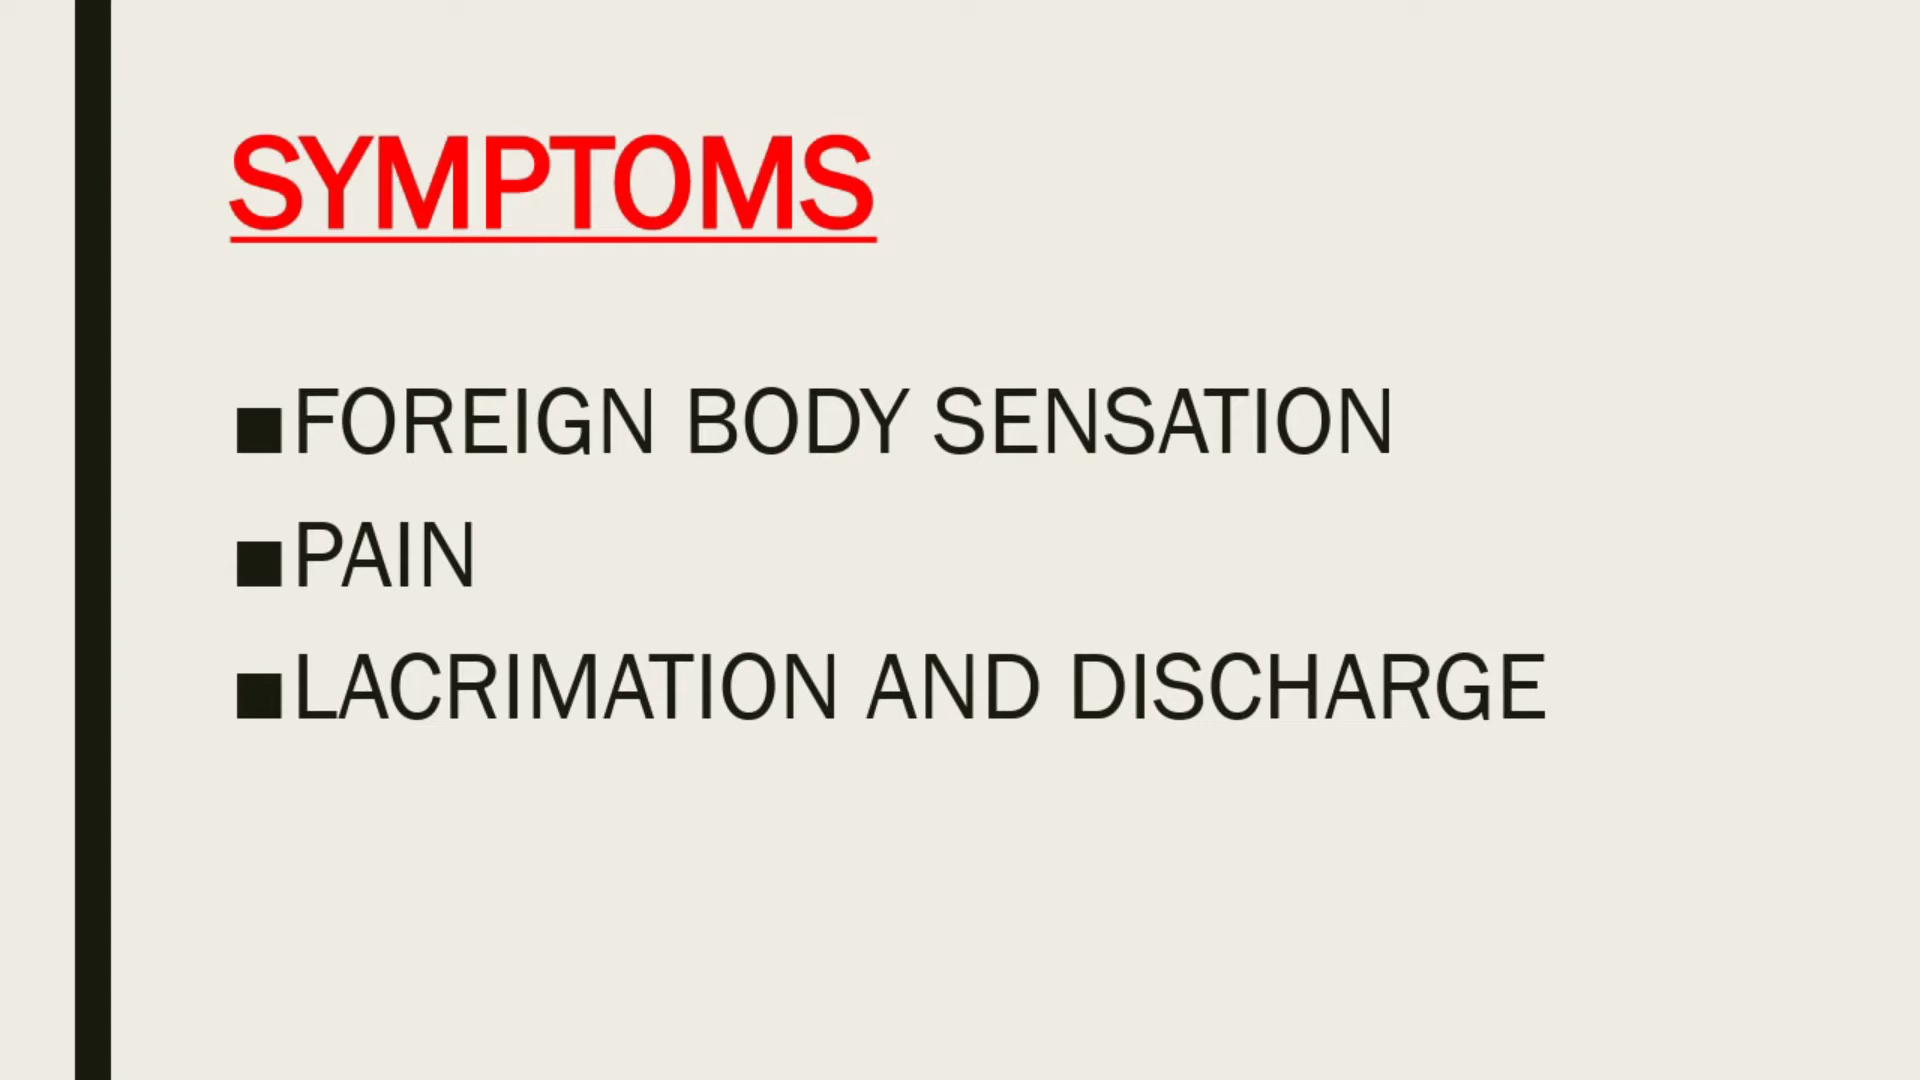 SYMPTOMS
■FOREIGN BODY SENSATION
■PAIN
■LACRIMATION AND DISCHARGE